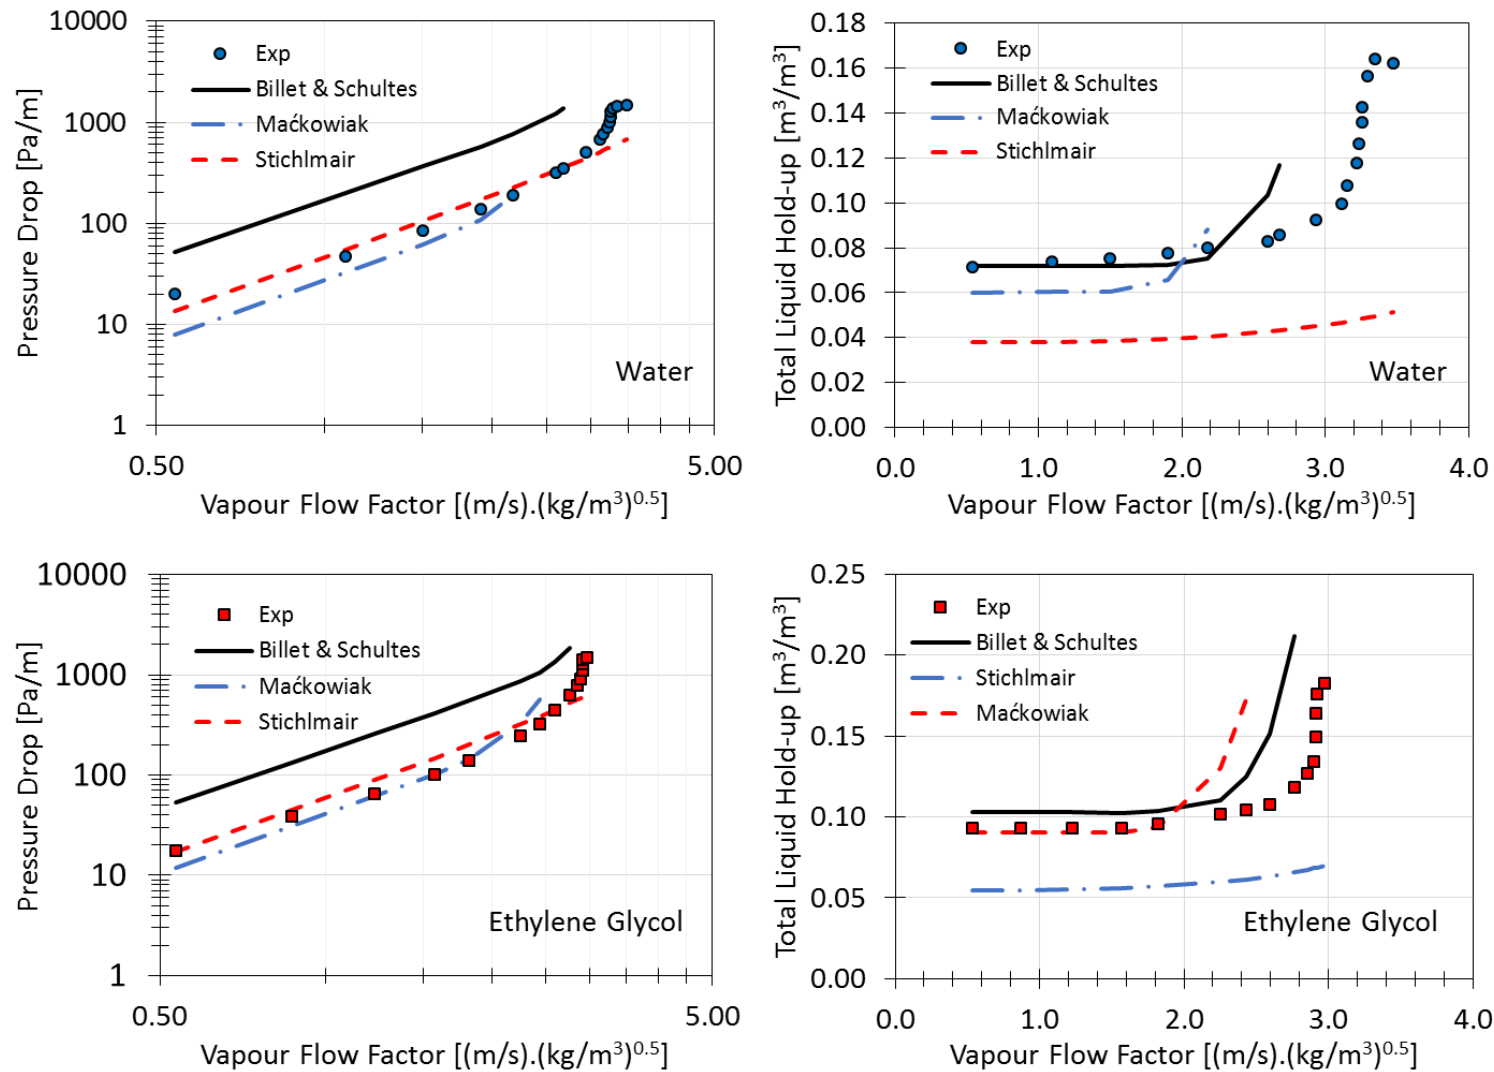 10000
1000
100
10
1
Pressure Drop [Pa/m]
Exp
Billet & Schultes
Maćkowiak
Stichlmair
Water
0.50
5.00
Vapour Flow Factor [(m/s).(kg/m³)⁰·⁵]
0.18
0.16
0.14
0.12
0.10
0.08
0.06
0.04
0.02
0.00
Total Liquid Hold-up [m³/m³]
Exp
Billet & Schultes
Maćkowiak
Stichlmair
Water
0.0 1.0 2.0 3.0 4.0
Vapour Flow Factor [(m/s).(kg/m³)⁰·⁵]
10000
1000
100
10
1
Pressure Drop [Pa/m]
Exp
Billet & Schultes
Maćkowiak
Stichlmair
Ethylene Glycol
0.50
5.00
Vapour Flow Factor [(m/s).(kg/m³)⁰·⁵]
0.25
0.20
0.15
0.10
0.05
0.00
Total Liquid Hold-up [m³/m³]
Exp
Billet & Schultes
Stichlmair
Maćkowiak
Ethylene Glycol
0.0 1.0 2.0 3.0 4.0
Vapour Flow Factor [(m/s).(kg/m³)⁰·⁵]